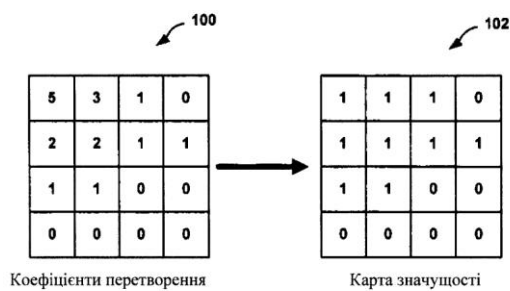 100
102
5 3 1 0
1 1 1 0
2 2 1 1
1 1 1 1
1 1 0 0
1 1 0 0
0 0 0 0
0 0 0 0
Коефіцієнти перетворення
Карта значущості